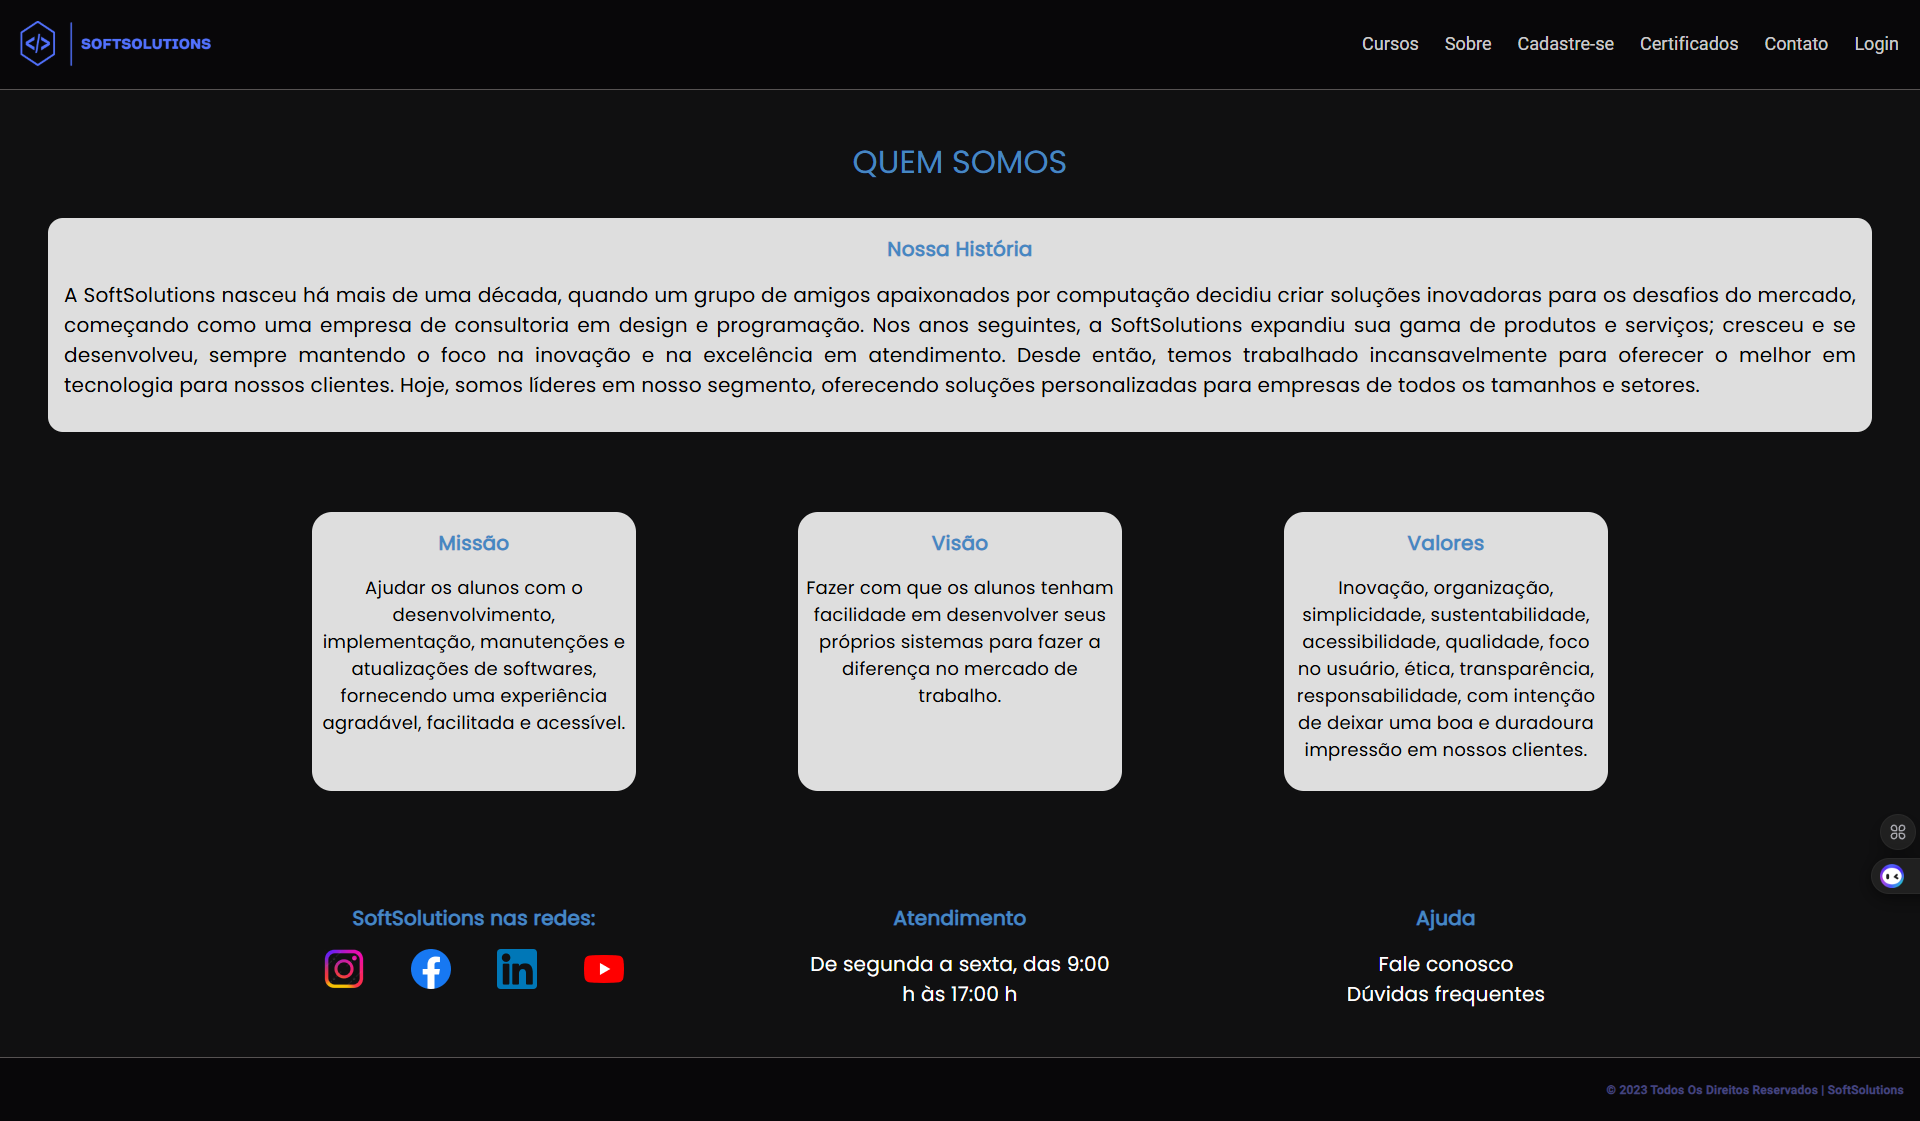 SOFTSOLUTIONS
Cursos Sobre Cadastre-se Certificados Contato Login
QUEM SOMOS
Nossa História
A SoftSolutions nasceu há mais de uma década, quando um grupo de amigos apaixonados por computação decidiu criar soluções inovadoras para os desafios do mercado,
começando como uma empresa de consultoria em design e programação. Nos anos seguintes, a SoftSolutions expandiu sua gama de produtos e serviços; cresceu e se
desenvolveu, sempre mantendo o foco na inovação e na excelência em atendimento. Desde então, temos trabalhado incansavelmente para oferecer o melhor em
tecnologia para nossos clientes. Hoje, somos líderes em nosso segmento, oferecendo soluções personalizadas para empresas de todos os tamanhos e setores.
Missão
Ajudar os alunos com o
desenvolvimento,
implementação, manutenções e
atualizações de softwares,
fornecendo uma experiência
agradável, facilitada e acessível.
Visão
Fazer com que os alunos tenham
facilidade em desenvolver seus
próprios sistemas para fazer a
diferença no mercado de
trabalho.
Valores
Inovação, organização,
simplicidade, sustentabilidade,
acessibilidade, qualidade, foco
no usuário, ética, transparência,
responsabilidade, com intenção
de deixar uma boa e duradoura
impressão em nossos clientes.
SoftSolutions nas redes:
Atendimento
De segunda a sexta, das 9:00
h às 17:00 h
Ajuda
Fale conosco
Dúvidas frequentes
© 2023 Todos Os Direitos Reservados | SoftSolutions